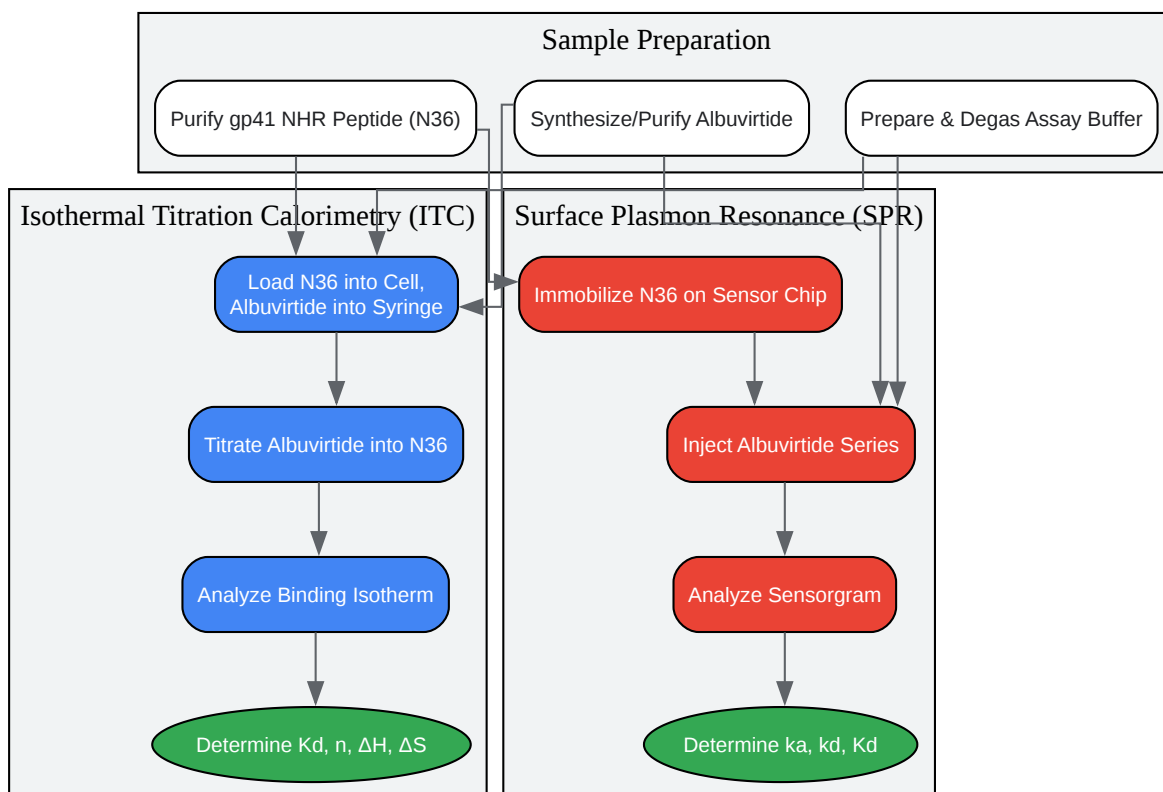 Sample Preparation
Purify gp41 NHR Peptide (N36)
Synthesize/Purify Albuvirtide
Prepare & Degas Assay Buffer
Isothermal Titration Calorimetry (ITC)
Surface Plasmon Resonance (SPR)
Load N36 into Cell,
Albuvirtide into Syringe
Immobilize N36 on Sensor Chip
Titrate Albuvirtide into N36
Inject Albuvirtide Series
Analyze Binding Isotherm
Analyze Sensorgram
Determine Kd, n, ΔH, ΔS
Determine ka, kd, Kd